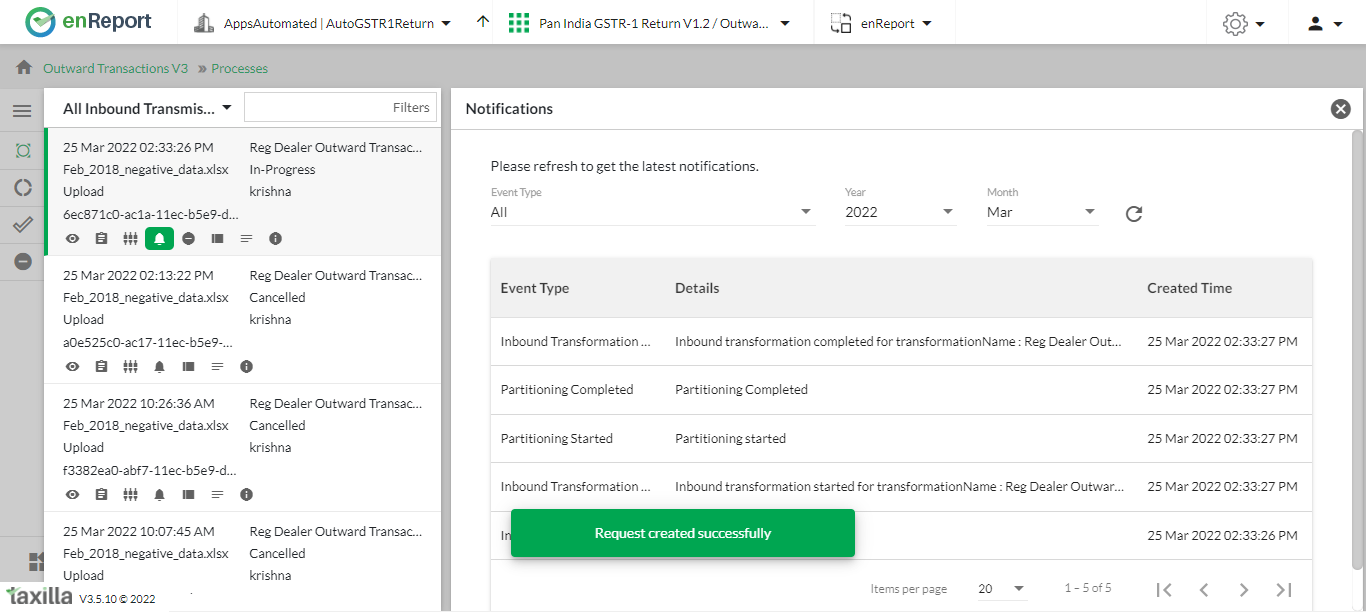 enReport
AppsAutomated | AutoGSTR1Return
Pan India GSTR-1 Return V1.2 / Outwa...
enReport
Outward Transactions V3 » Processes
All Inbound Transmis...
Filters
25 Mar 2022 02:33:26 PM Reg Dealer Outward Transac...
Feb_2018_negative_data.xlsx In-Progress
Upload krishna
6ec871c0-ac1a-11ec-b5e9-d...
25 Mar 2022 02:13:22 PM Reg Dealer Outward Transac...
Feb_2018_negative_data.xlsx Cancelled
Upload krishna
a0e525c0-ac17-11ec-b5e9-...
25 Mar 2022 10:26:36 AM Reg Dealer Outward Transac...
Feb_2018_negative_data.xlsx Cancelled
Upload krishna
f3382ea0-abf7-11ec-b5e9-d...
25 Mar 2022 10:07:45 AM Reg Dealer Outward Transac...
Feb_2018_negative_data.xlsx Cancelled
Upload krishna
taxilla V3.5.10 © 2022
Notifications
Please refresh to get the latest notifications.
Event Type Year Month
All 2022 Mar
Event Type Details Created Time
Inbound Transformation ... Inbound transformation completed for transformationName : Reg Dealer Out... 25 Mar 2022 02:33:27 PM
Partitioning Completed Partitioning Completed 25 Mar 2022 02:33:27 PM
Partitioning Started Partitioning started 25 Mar 2022 02:33:27 PM
Inbound Transformation ... Inbound transformation started for transformationName : Reg Dealer Outwar... 25 Mar 2022 02:33:27 PM
In 25 Mar 2022 02:33:26 PM
Request created successfully
Items per page 20 1 – 5 of 5